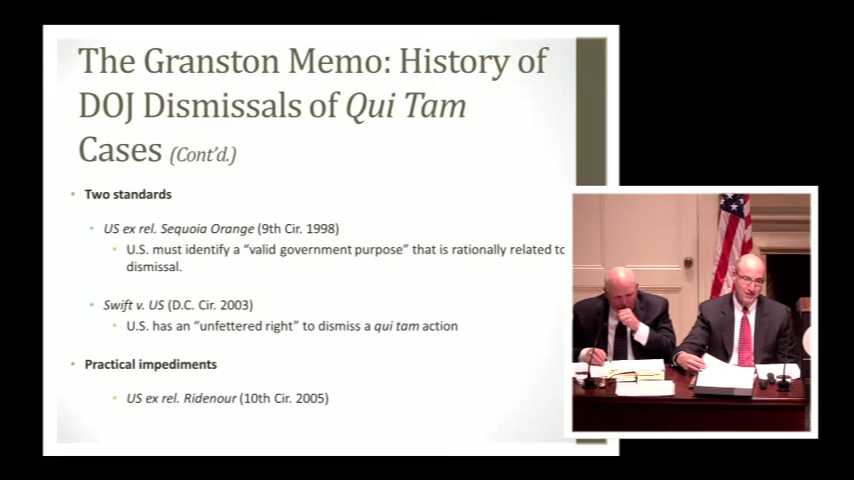 The Granston Memo: History of
DOJ Dismissals of Qui Tam
Cases (Cont'd.)
• Two standards
• US ex rel. Sequoia Orange (9th Cir. 1998)
• U.S. must identify a “valid government purpose” that is rationally related to
dismissal.
• Swift v. US (D.C. Cir. 2003)
• U.S. has an “unfettered right” to dismiss a qui tam action
• Practical impediments
• US ex rel. Ridenour (10th Cir. 2005)